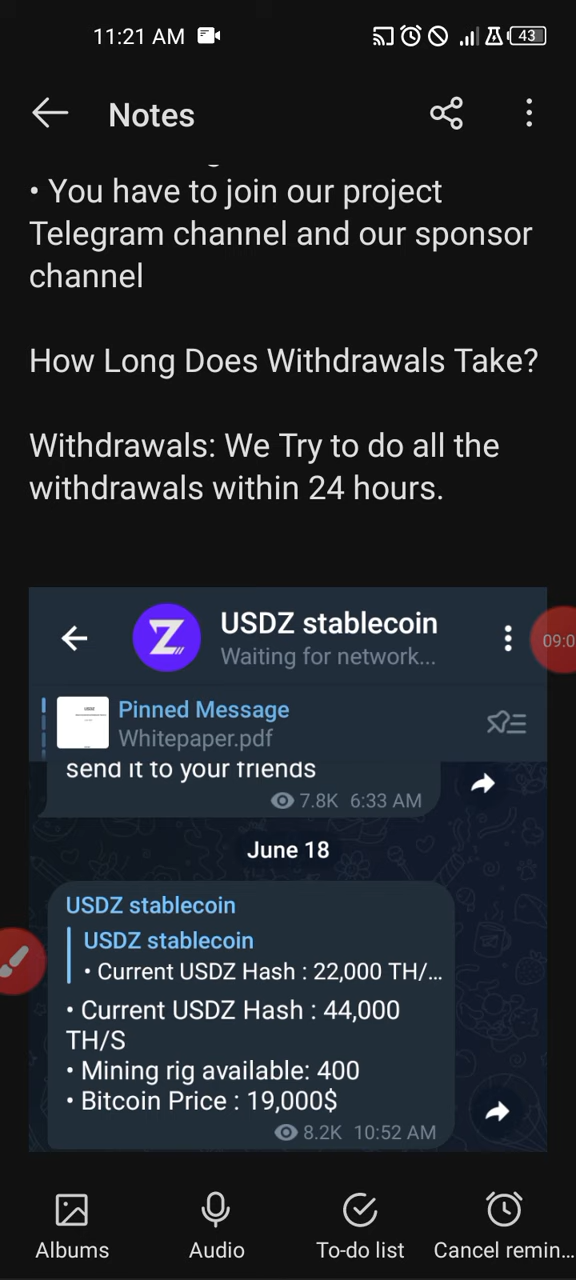 11:21 AM
43
Notes
• You have to join our project
Telegram channel and our sponsor
channel
How Long Does Withdrawals Take?
Withdrawals: We Try to do all the
withdrawals within 24 hours.
USDZ stablecoin
Waiting for network...
09:0
Pinned Message
Whitepaper.pdf
send it to your friends
7.8K 6:33 AM
June 18
USDZ stablecoin
USDZ stablecoin
• Current USDZ Hash : 22,000 TH/...
• Current USDZ Hash : 44,000
TH/S
• Mining rig available: 400
• Bitcoin Price : 19,000$
8.2K 10:52 AM
Albums
Audio
To-do list
Cancel remin...